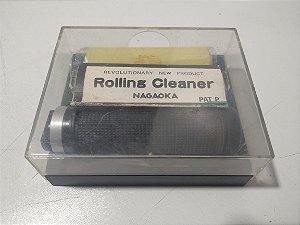 REVOLUTIONARY NEW PRODUCT
Rolling Cleaner
NAGAOKA
PAT. P